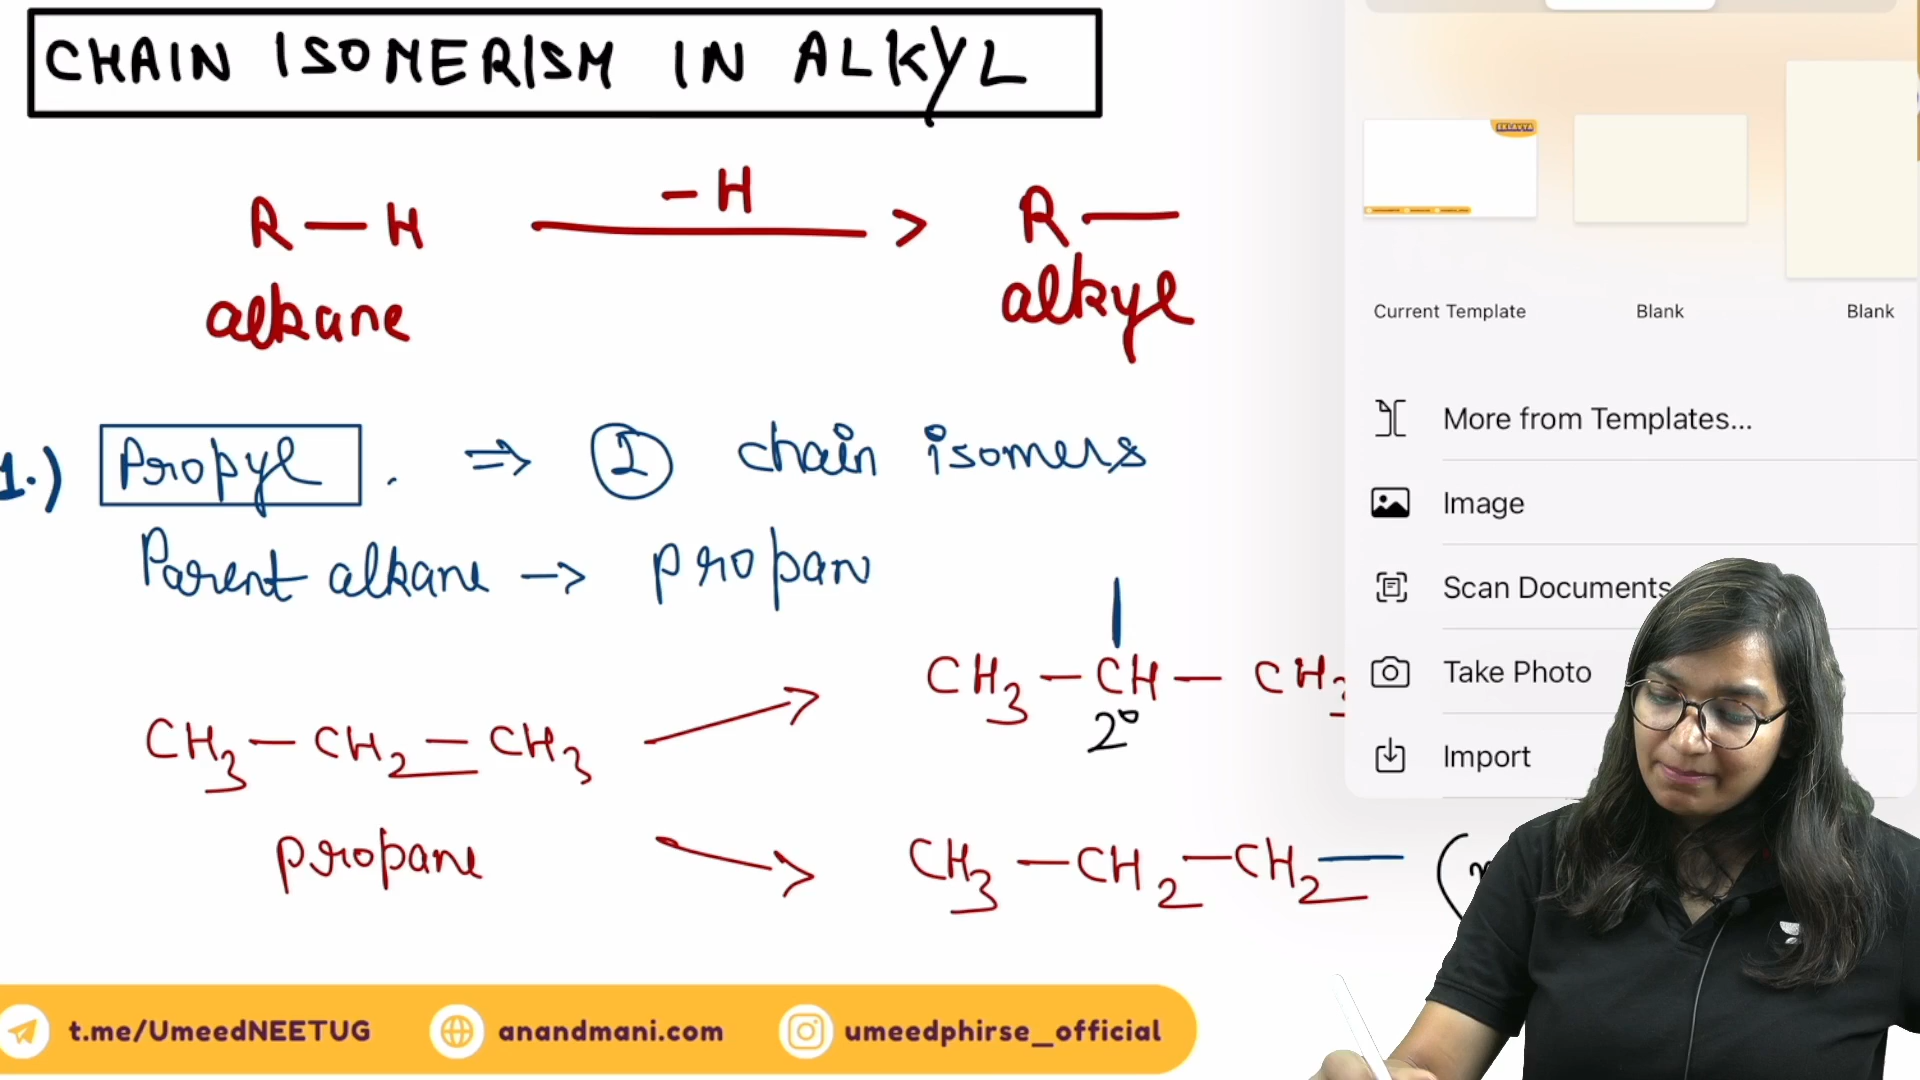 CHAIN ISOMERISM IN ALKYL
R — H — H > R —
alkane alkyl
1.) Propyl . ⇒ 2 chain isomers
Parent alkane → propan
CH3 — CH — CH3
2°
CH3 — CH2 — CH3
propane
CH3 — CH2 — CH2 — (
t.me/UmeedNEETUG anandmani.com umeedphirse_official
EKLAVYA
Current Template Blank Blank
More from Templates...
Image
Scan Documents
Take Photo
Import